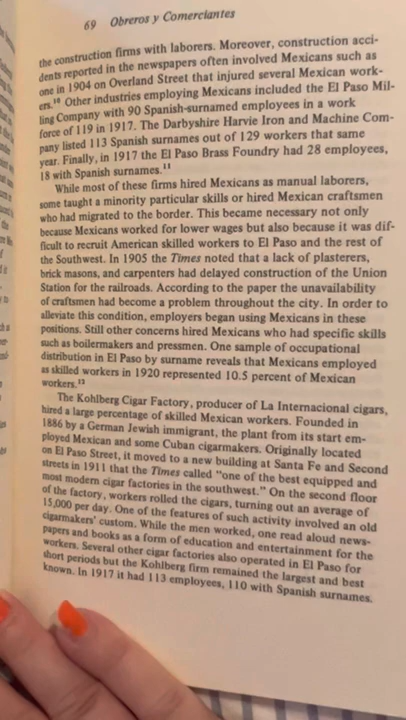 69 Obreros y Comerciantes
the construction firms with laborers. Moreover, construction acci-
dents reported in the newspapers often involved Mexicans such as
one in 1904 on Overland Street that injured several Mexican work-
ers.10 Other industries employing Mexicans included the El Paso Mil-
ling Company with 90 Spanish-surnamed employees in a work
force of 119 in 1917. The Darbyshire Harvie Iron and Machine Com-
pany listed 113 Spanish surnames out of 129 workers that same
year. Finally, in 1917 the El Paso Brass Foundry had 28 employees,
18 with Spanish surnames.11
While most of these firms hired Mexicans as manual laborers,
some taught a minority particular skills or hired Mexican craftsmen
who had migrated to the border. This became necessary not only
because Mexicans worked for lower wages but also because it was dif-
ficult to recruit American skilled workers to El Paso and the rest of
the Southwest. In 1905 the Times noted that a lack of plasterers,
brick masons, and carpenters had delayed construction of the Union
Station for the railroads. According to the paper the unavailability
of craftsmen had become a problem throughout the city. In order to
alleviate this condition, employers began using Mexicans in these
positions. Still other concerns hired Mexicans who had specific skills
such as boilermakers and pressmen. One sample of occupational
distribution in El Paso by surname reveals that Mexicans employed
as skilled workers in 1920 represented 10.5 percent of Mexican
workers.12
The Kohlberg Cigar Factory, producer of La Internacional cigars,
hired a large percentage of skilled Mexican workers. Founded in
1886 by a German Jewish immigrant, the plant from its start em-
ployed Mexican and some Cuban cigarmakers. Originally located
on El Paso Street, it moved to a new building at Santa Fe and Second
streets in 1911 that the Times called "one of the best equipped and
most modern cigar factories in the southwest." On the second floor
of the factory, workers rolled the cigars, turning out an average of
15,000 per day. One of the features of such activity involved an old
cigarmakers' custom. While the men worked, one read aloud news-
papers and books as a form of education and entertainment for the
workers. Several other cigar factories also operated in El Paso for
short periods but the Kohlberg firm remained the largest and best
known. In 1917 it had 113 employees, 110 with Spanish surnames.